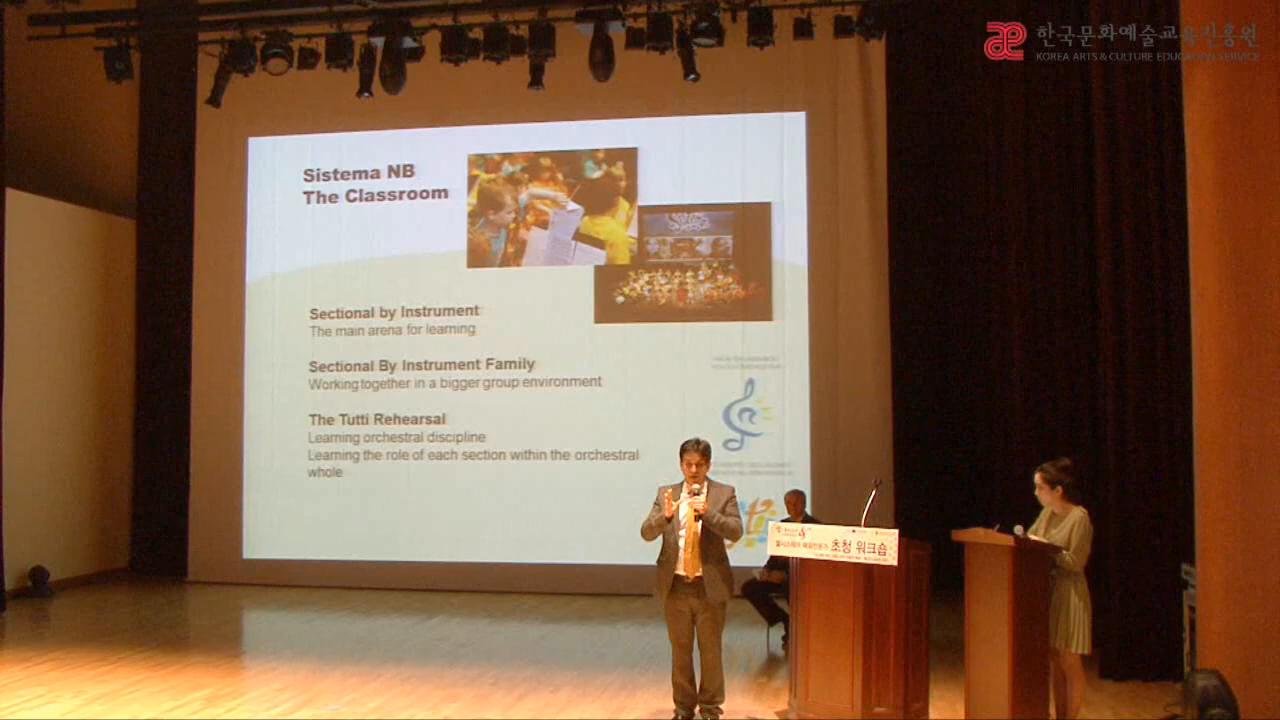 한국문화예술교육진흥원
KOREA ARTS & CULTURE EDUCATION SERVICE
Sistema NB
The Classroom
Sectional by Instrument
The main arena for learning
Sectional By Instrument Family
Working together in a bigger group environment
The Tutti Rehearsal
Learning orchestral discipline
Learning the role of each section within the orchestral
whole
초청 워크숍